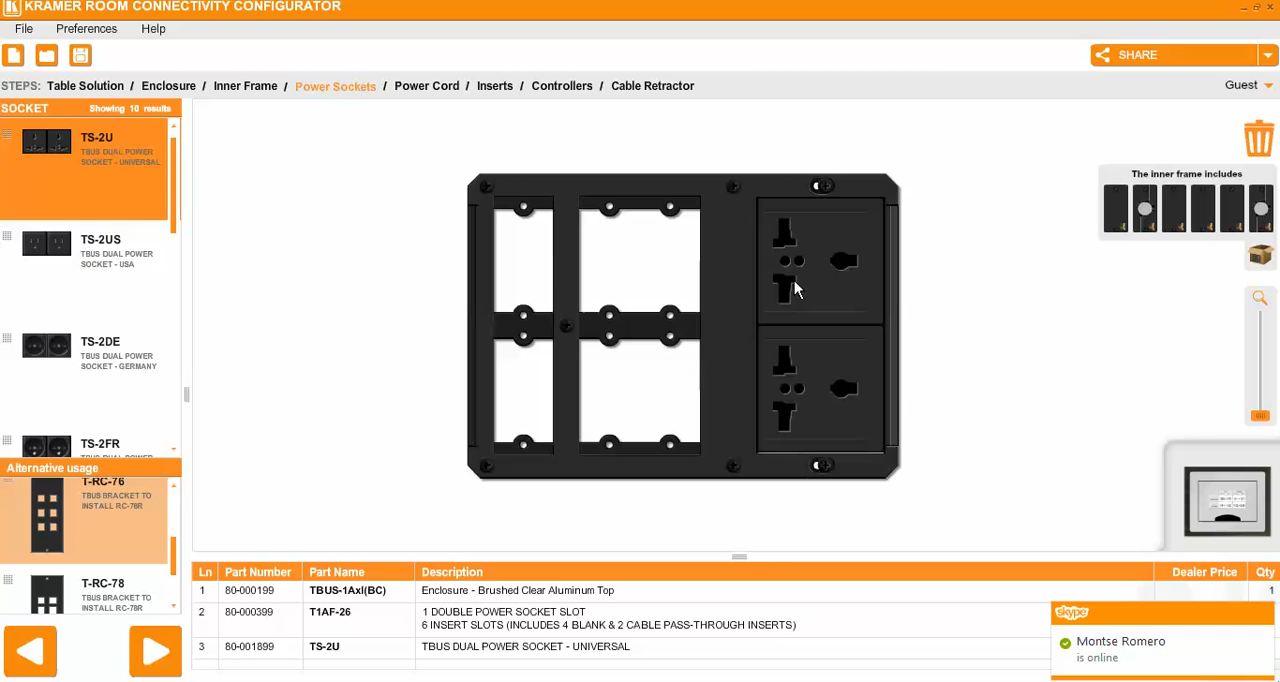 KRAMER ROOM CONNECTIVITY CONFIGURATOR
File Preferences Help
SHARE
STEPS: Table Solution / Enclosure / Inner Frame / Power Sockets / Power Cord / Inserts / Controllers / Cable Retractor
Guest
SOCKET Showing 10 results
TS-2U
TBUS DUAL POWER
SOCKET - UNIVERSAL
TS-2US
TBUS DUAL POWER
SOCKET - USA
TS-2DE
TBUS DUAL POWER
SOCKET - GERMANY
TS-2FR
TBUS DUAL POWER
Alternative usage
T-RC-76
TBUS BRACKET TO
INSTALL RC-76R
T-RC-78
TBUS BRACKET TO
INSTALL RC-78R
The inner frame includes
Ln Part Number Part Name Description Dealer Price Qty
1 80-000199 TBUS-1Axl(BC) Enclosure - Brushed Clear Aluminum Top 1
2 80-000399 T1AF-26 1 DOUBLE POWER SOCKET SLOT
6 INSERT SLOTS (INCLUDES 4 BLANK & 2 CABLE PASS-THROUGH INSERTS)
3 80-001899 TS-2U TBUS DUAL POWER SOCKET - UNIVERSAL
skype
Montse Romero
is online